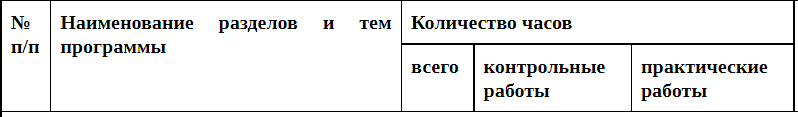 № п/п
Наименование разделов и тем
программы
Количество часов
всего
контрольные
работы
практические
работы